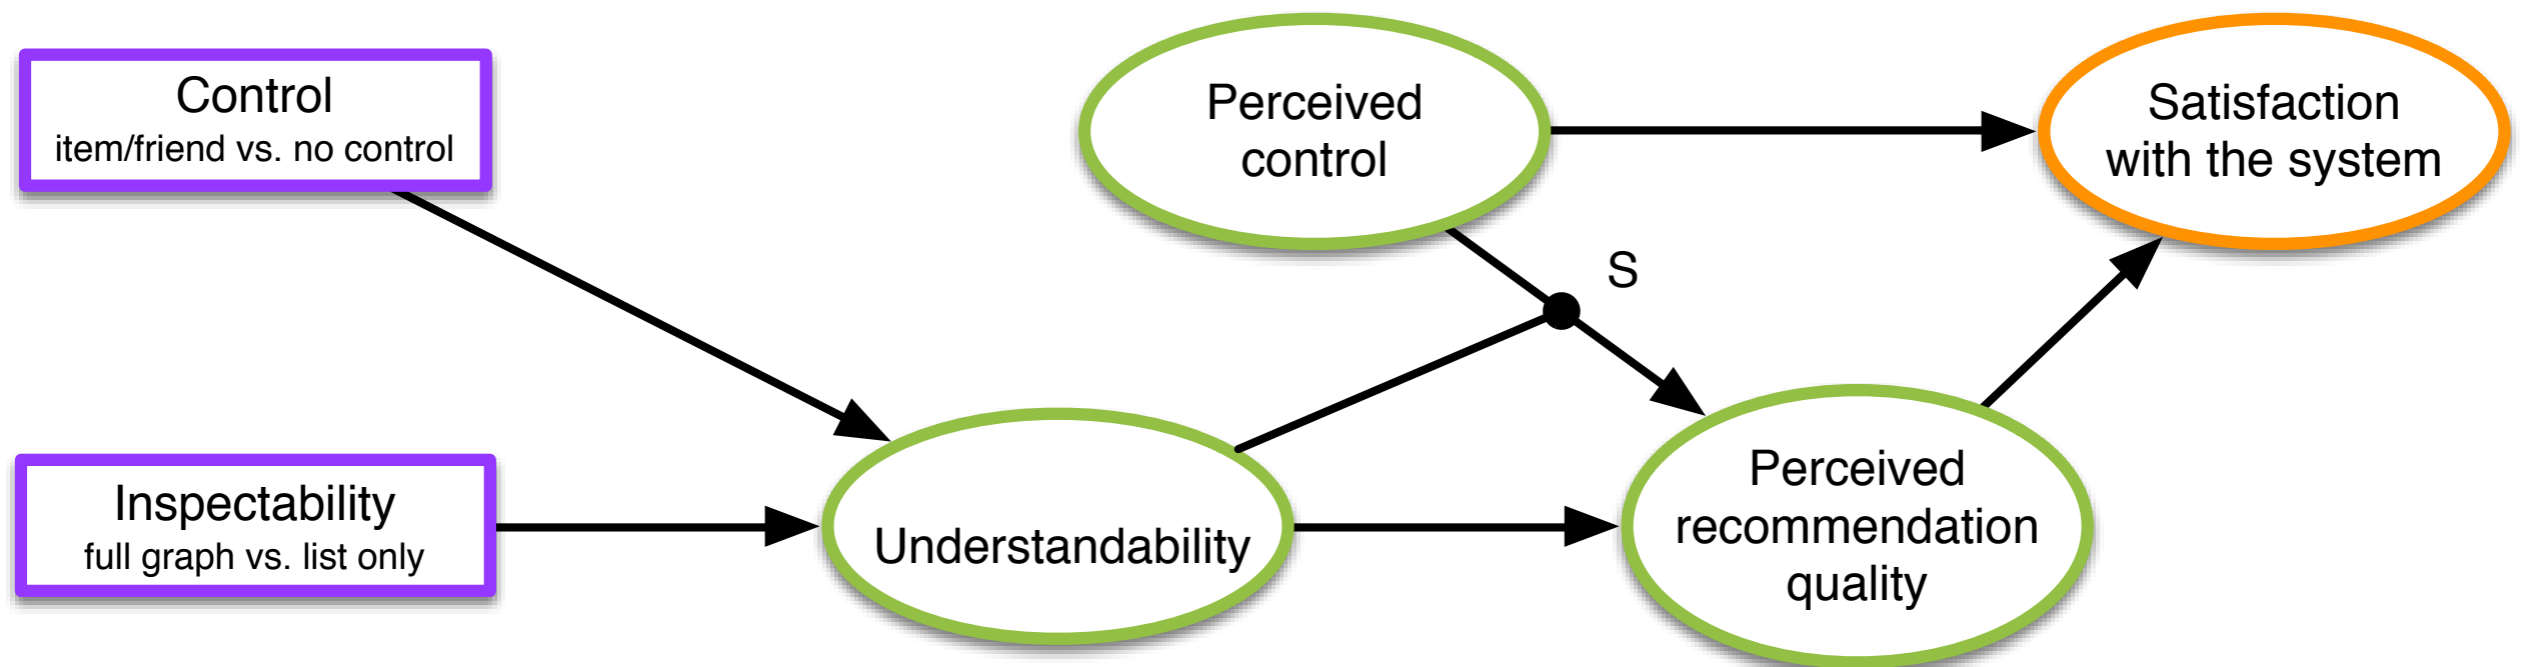 Control
item/friend vs. no control
Perceived
control
Satisfaction
with the system
S
Inspectability
full graph vs. list only
Understandability
Perceived
recommendation
quality